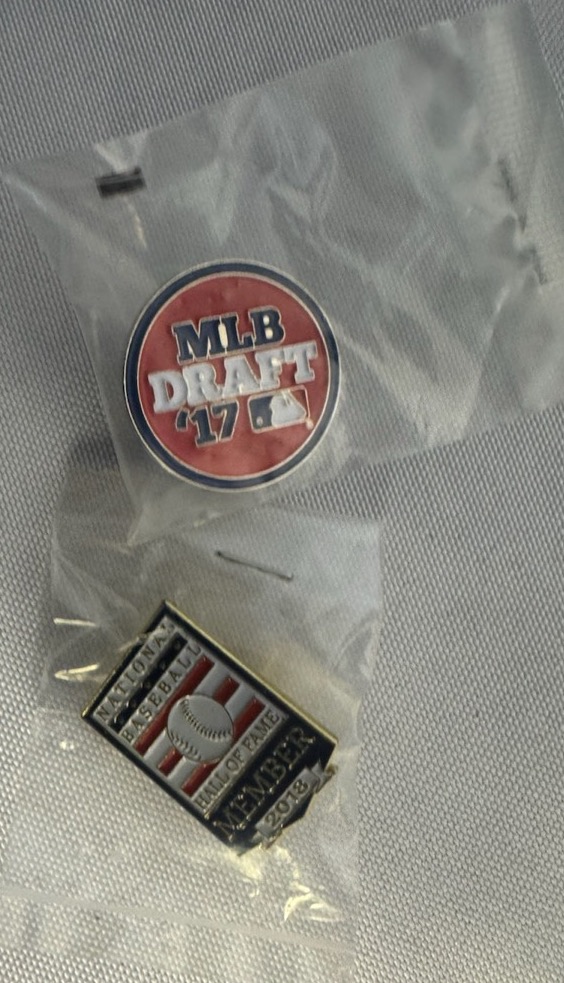 MLB
DRAFT
'17
NATIONAL
BASEBALL
HALL OF FAME
MEMBER
2018